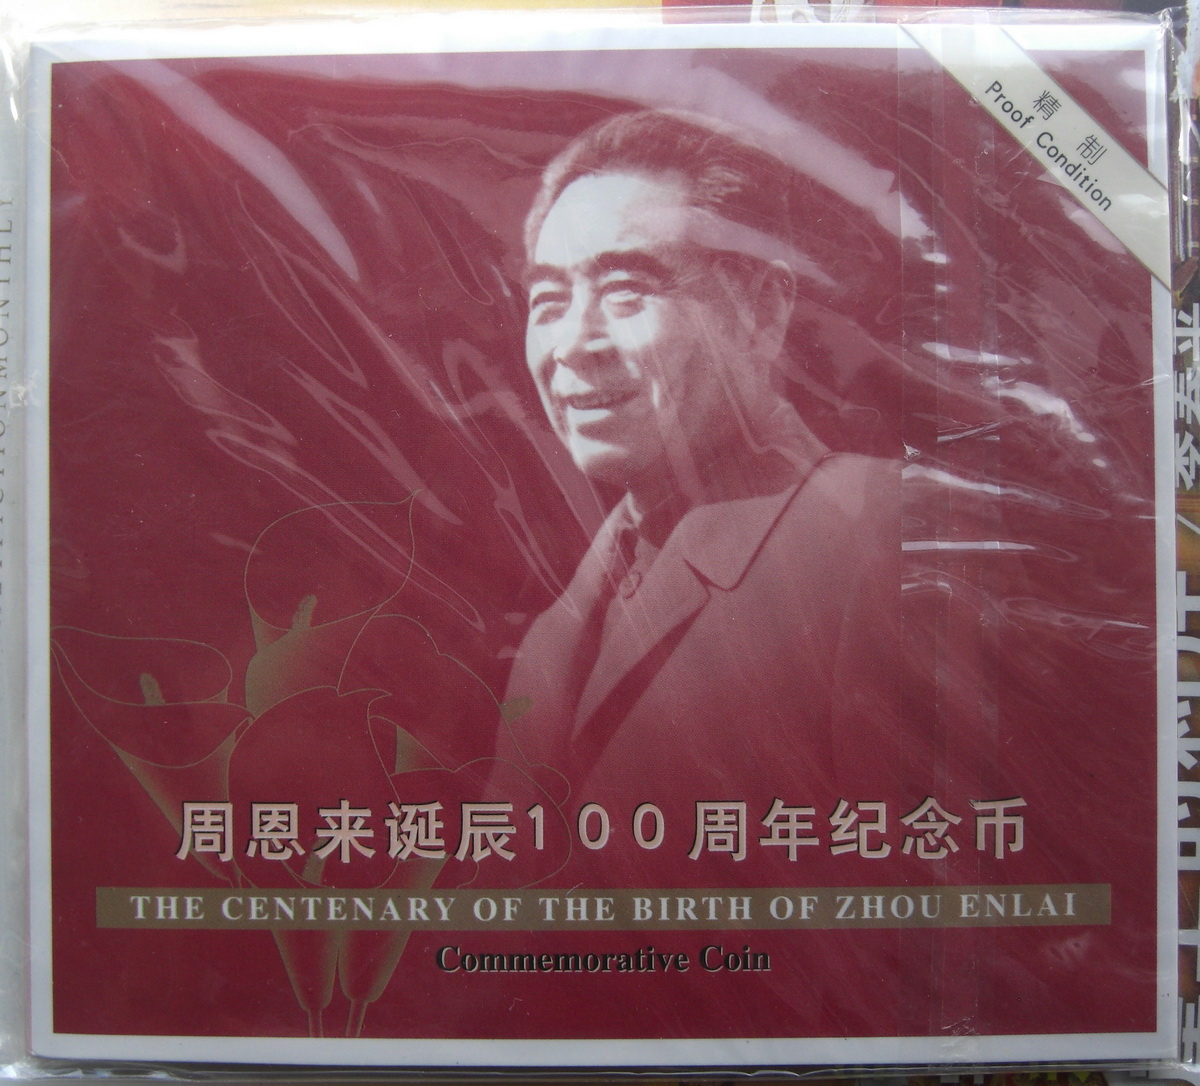 精 制
Proof Condition
周恩来诞辰100周年纪念币
THE CENTENARY OF THE BIRTH OF ZHOU ENLAI
Commemorative Coin